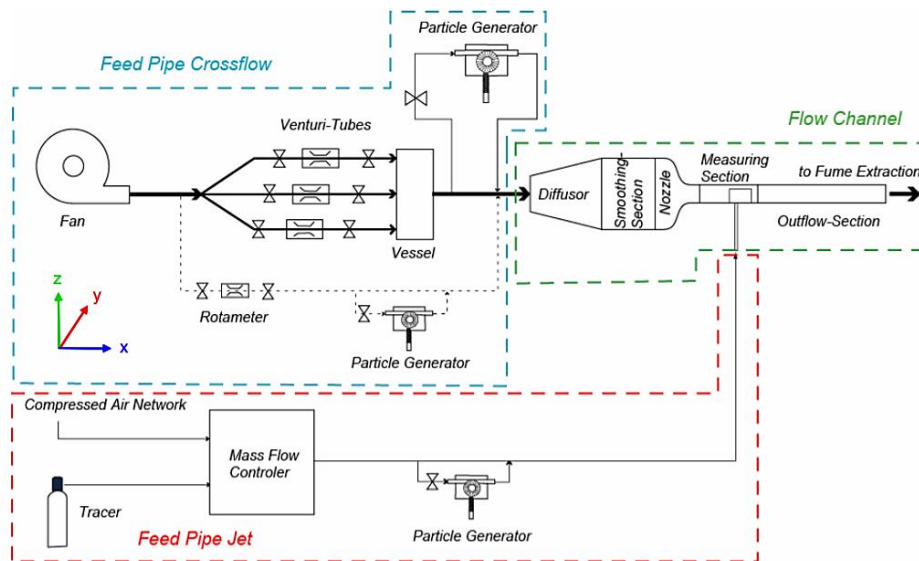 Particle Generator
Feed Pipe Crossflow
Flow Channel
Venturi-Tubes
Measuring
Section
to Fume Extraction
Diffusor
Smoothing-
Section
Nozzle
Fan
Outflow-Section
Vessel
z
y
x
Rotameter
Particle Generator
Compressed Air Network
Mass Flow
Controler
Tracer
Particle Generator
Feed Pipe Jet